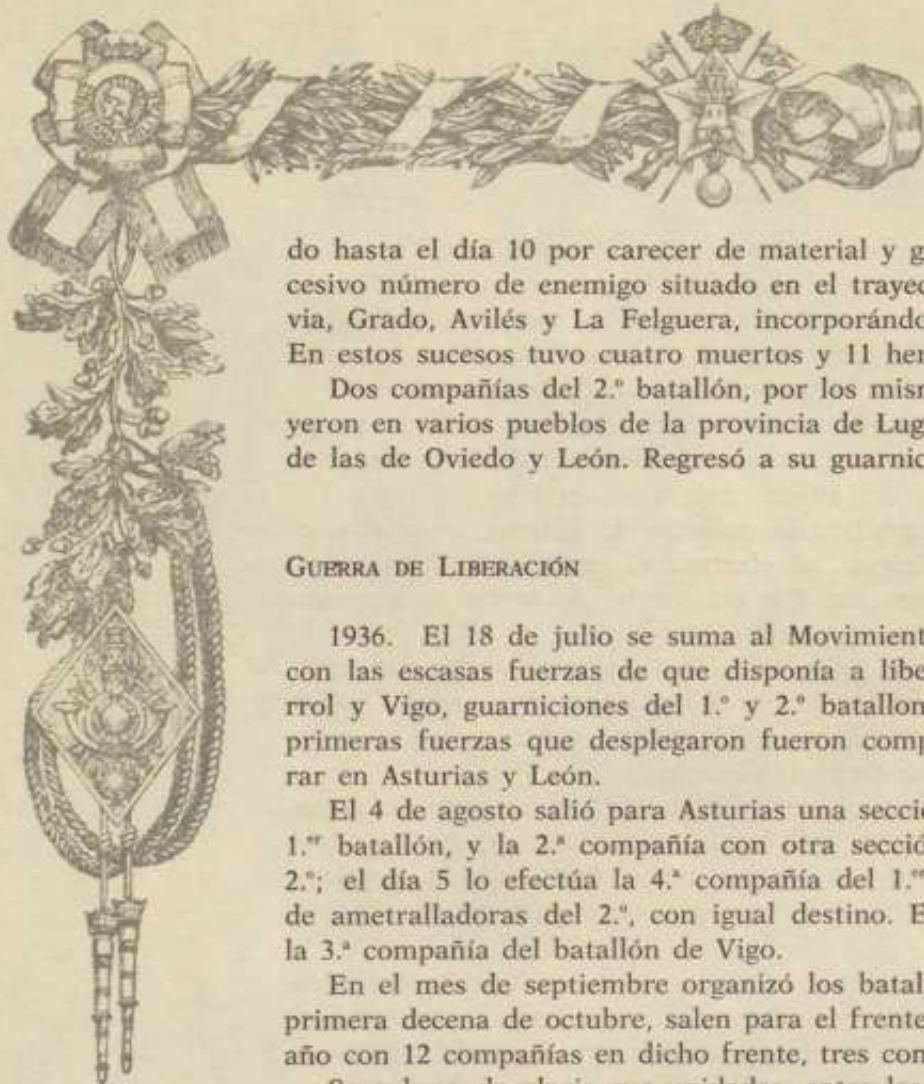 do hasta el día 10 por carecer de material y g
cesivo número de enemigo situado en el trayec
via, Grado, Avilés y La Felguera, incorporándo
En estos sucesos tuvo cuatro muertos y 11 her
Dos compañías del 2.º batallón, por los misn
yeron en varios pueblos de la provincia de Lug
de las de Oviedo y León. Regresó a su guarnic
GUERRA DE LIBERACIÓN
1936. El 18 de julio se suma al Movimient
con las escasas fuerzas de que disponía a libe
rrol y Vigo, guarniciones del 1.º y 2.º batallon
primeras fuerzas que desplegaron fueron comp
rar en Asturias y León.
El 4 de agosto salió para Asturias una secció
1.er batallón, y la 2.ª compañía con otra secció
2.º; el día 5 lo efectúa la 4.ª compañía del 1.er
de ametralladoras del 2.º, con igual destino. E
la 3.ª compañía del batallón de Vigo.
En el mes de septiembre organizó los batal
primera decena de octubre, salen para el frente
año con 12 compañías en dicho frente, tres con